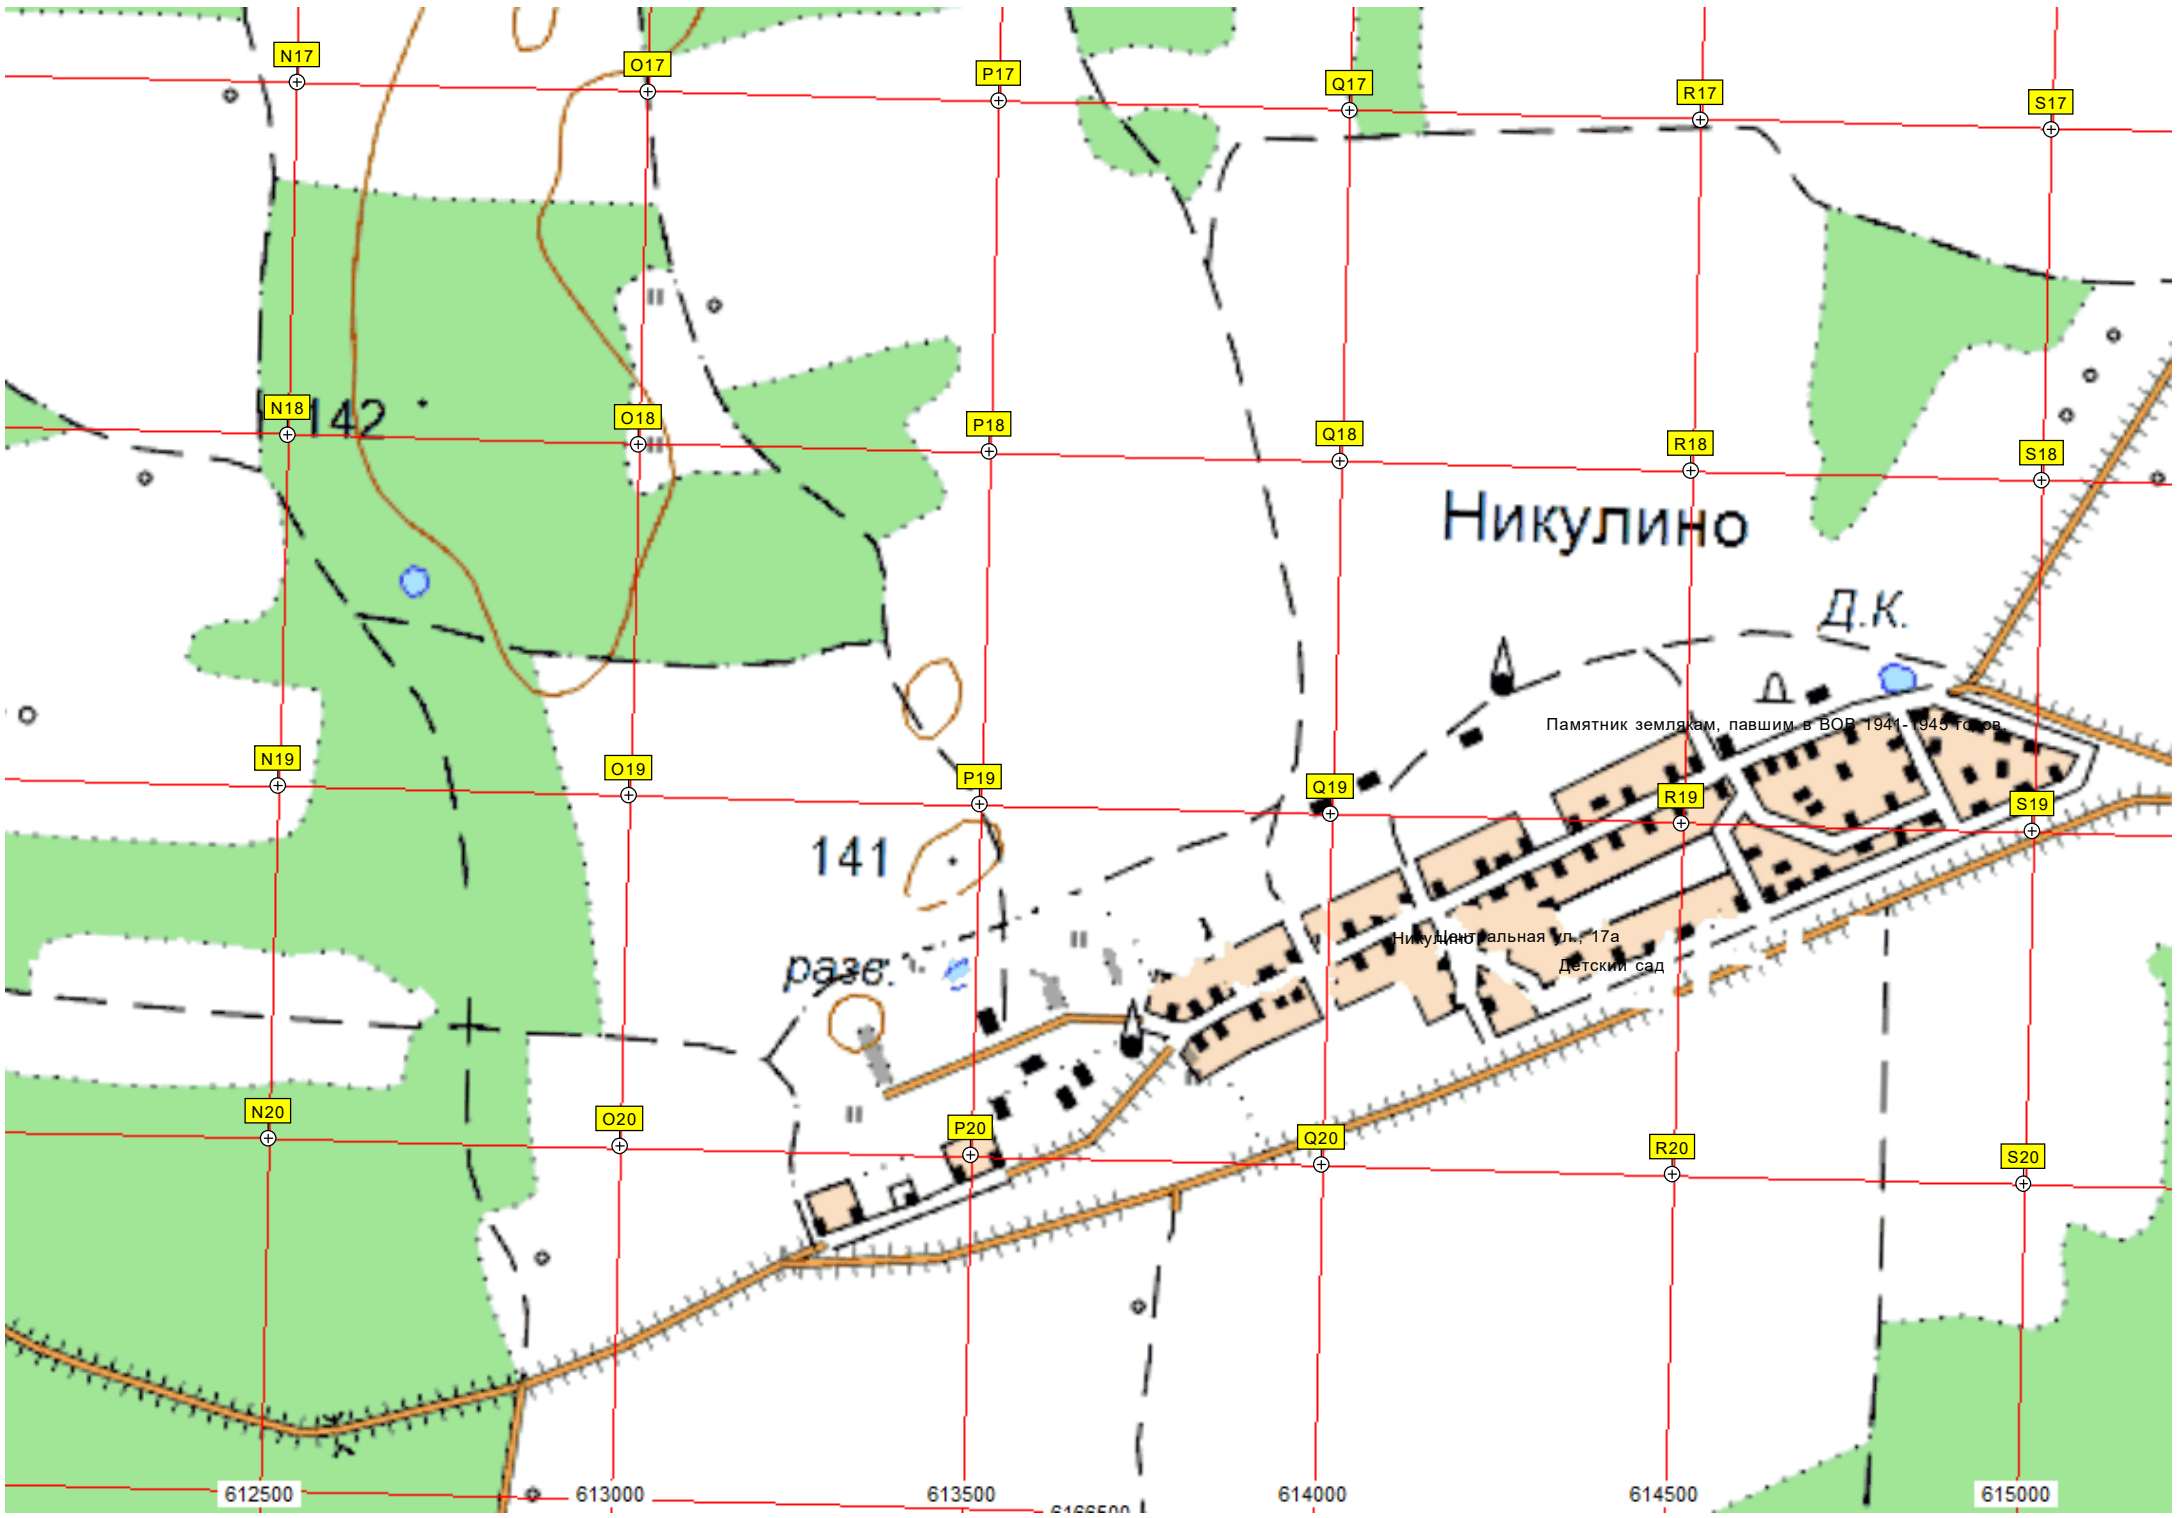 N17
O17
P17
Q17
R17
S17
142
N18
O18
P18
Q18
R18
S18
Никулино
Д.К.
Памятник землякам, павшим в ВОВ 1941-1945 годов.
N19
O19
P19
Q19
R19
S19
141
Никулино
Центральная ул., 17а
Детский сад
разв.
N20
O20
P20
Q20
R20
S20
612500
613000
613500
614000
614500
615000
6166500